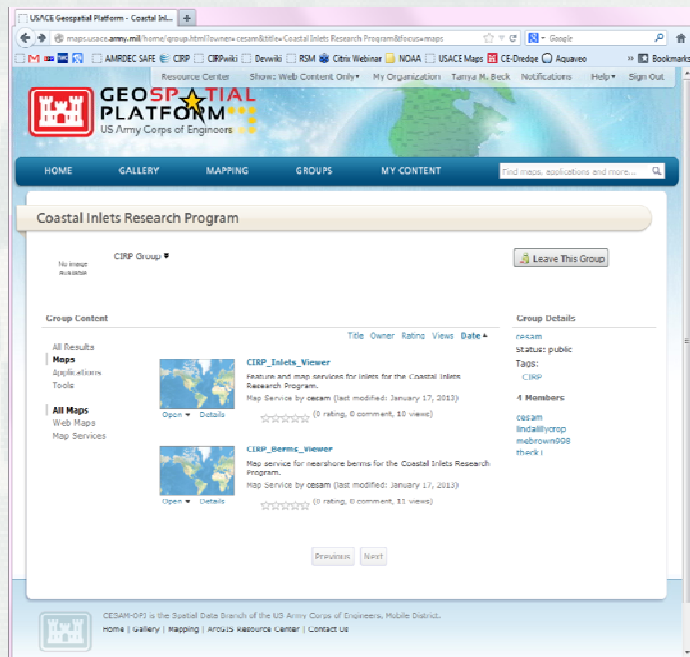 USACE Geospatial Platform - Coastal Inl...
maps.usace.army.mil/home/group.html?owner=cesam&title=Coastal Inlets Research Program&focus=maps
Google
AMRDEC SAFE CIRP CIRPwiki Devwiki RSM Citrix Webinar NOAA USACE Maps CE-Dredge Aquaveo » Bookmarks
Resource Center Show: Web Content Only My Organization Tanya M. Beck Notifications Help Sign Out
GEOSPATIAL
PLATFORM
US Army Corps of Engineers
HOME GALLERY MAPPING GROUPS MY CONTENT Find maps, applications and more...
Coastal Inlets Research Program
No image
Available
CIRP Group
Leave This Group
Group Content
Group Details
Title Owner Rating Views Date
All Results
Maps
Applications
Tools
All Maps
Web Maps
Map Services
CIRP_Inlets_Viewer
Feature and map services for inlets for the Coastal Inlets
Research Program.
Map Service by cesam (last modified: January 17, 2013)
(0 rating, 0 comment, 10 views)
Open Details
CIRP_Berms_Viewer
Map service for nearshore berms for the Coastal Inlets Research
Program.
Map Service by cesam (last modified: January 17, 2013)
(0 rating, 0 comment, 11 views)
Open Details
cesam
Status: public
Tags:
CIRP
4 Members
cesam
lindalillycrop
mebrown998
Previous Next
CESAM-OPJ is the Spatial Data Branch of the US Army Corps of Engineers, Mobile District.
Home | Gallery | Mapping | ArcGIS Resource Center | Contact Us